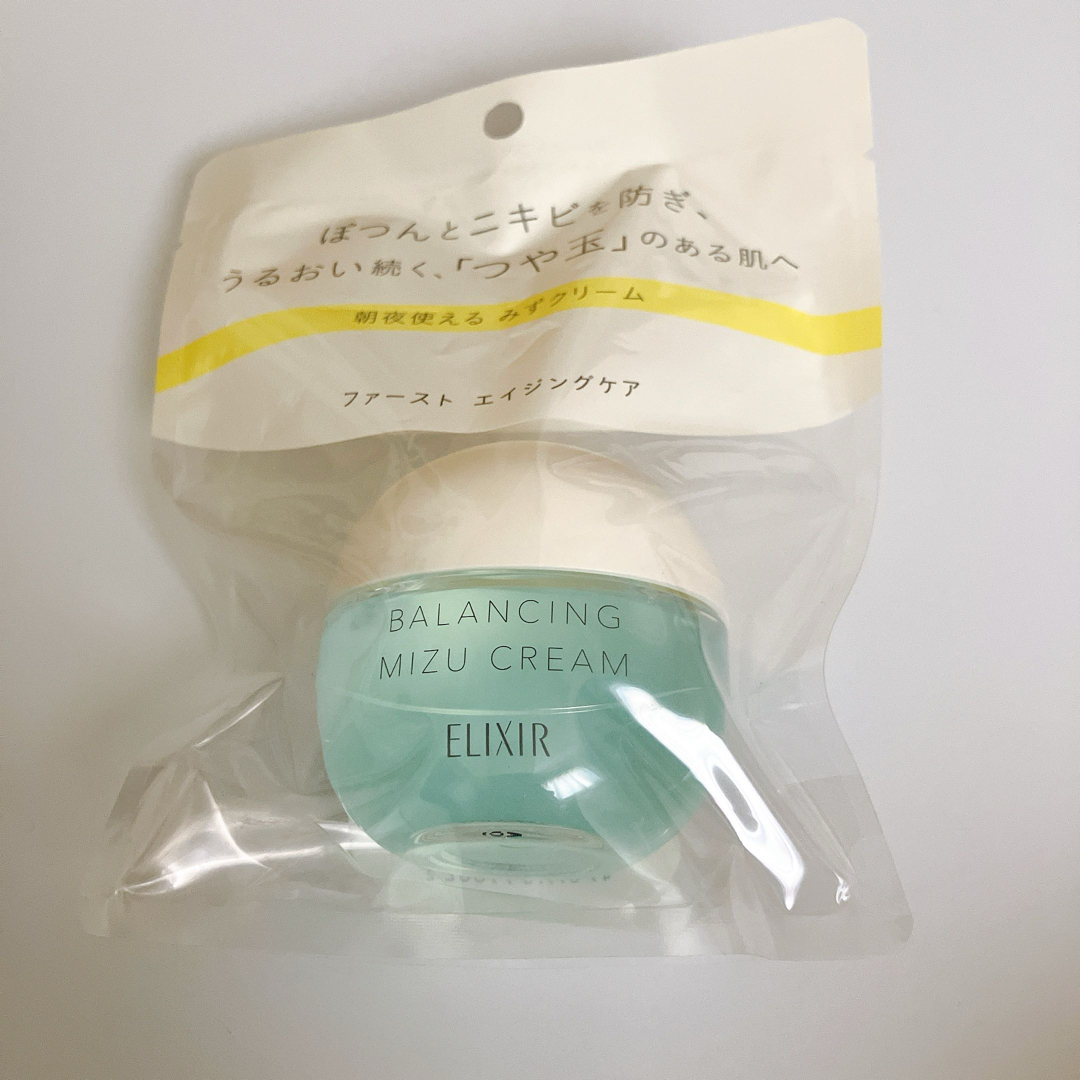 ぽつんとニキビを防ぎ、
うるおい続く、「つや玉」のある肌へ
朝夜使える みずクリーム
ファースト エイジングケア
BALANCING
MIZU CREAM
ELIXIR